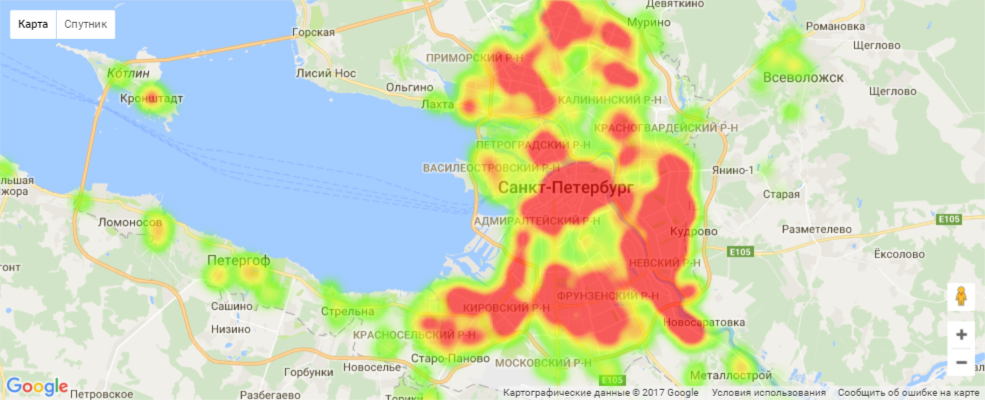 Девяткино
Карта
Спутник
Мурино
Романовка
Горская
Щеглово
ПРИМОРСКИЙ Р-Н
Котлин
Лисий Нос
Всеволожск
Ольгино
Щеглово
Кронштадт
Лахта
КАЛИНИНСКИЙ Р-Н
КРАСНОГВАРДЕЙСКИЙ Р-Н
ПЕТРОГРАДСКИЙ Р-Н
ВАСИЛЕОСТРОВСКИЙ Р-Н
Янино-1
льшая
жора
Санкт-Петербург
Старая
Ломоносов
АДМИРАЛТЕЙСКИЙ Р-Н
E105
Кудрово
Разметелево
E105
Ёксолово
Петергоф
НЕВСКИЙ Р-Н
гонт
ФРУНЗЕНСКИЙ Р-Н
Сашино
Стрельна
КИРОВСКИЙ Р-Н
Низино
Новосаратовка
КРАСНОСЕЛЬСКИЙ Р-Н
Старо-Паново
МОСКОВСКИЙ Р-Н
Горбунки
Новоселье
Металлострой
E105
Google
Петровское
Разбегаево
Торики
Картографические данные © 2017 Google
Условия использования
Сообщить об ошибке на карте